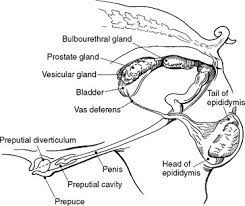 Bulbourethral gland
Prostate gland
Vesicular gland
Bladder
Vas deferens
Tail of
epididymis
Preputial diverticulum
Penis
Preputial cavity
Prepuce
Head of
epididymis